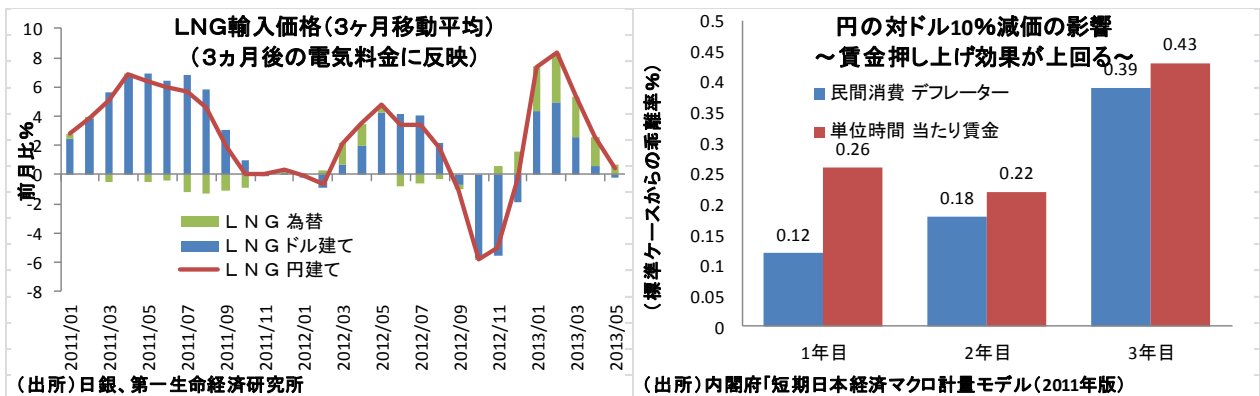 LNG輸入価格(3ヶ月移動平均)
(3ヵ月後の電気料金に反映)
前月比%
10
8
6
4
2
0
-2
-4
-6
-8
LNG 為替
LNGドル建て
LNG 円建て
2011/01
2011/03
2011/05
2011/07
2011/09
2011/11
2012/01
2012/03
2012/05
2012/07
2012/09
2012/11
2013/01
2013/03
2013/05
(出所)日銀、第一生命経済研究所
円の対ドル10%減価の影響
~賃金押し上げ効果が上回る~
(標準ケースからの乖離率%)
0.5
0.45
0.4
0.35
0.3
0.25
0.2
0.15
0.1
0.05
0
民間消費 デフレーター
単位時間 当たり賃金
0.12
0.26
0.18
0.22
0.39
0.43
1年目
2年目
3年目
(出所)内閣府「短期日本経済マクロ計量モデル(2011年版)